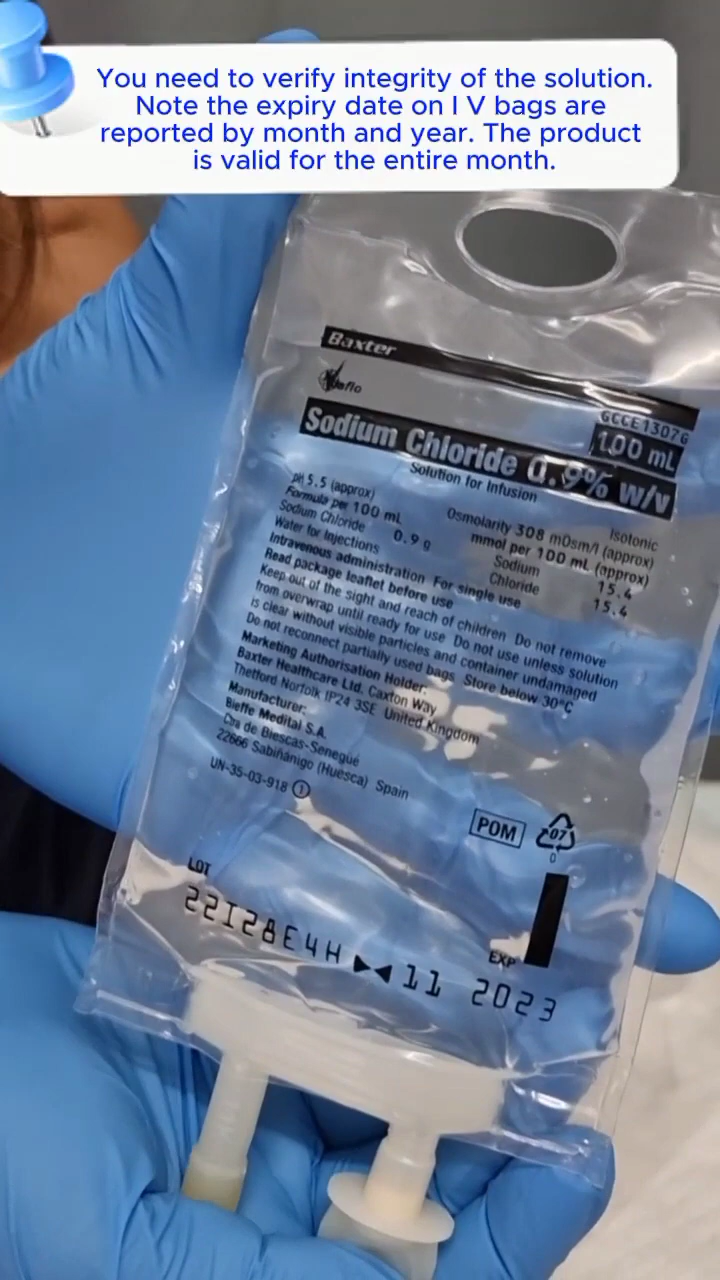 You need to verify integrity of the solution.
Note the expiry date on I V bags are
reported by month and year. The product
is valid for the entire month.
Baxter
GCCE1307G
100 mL
Sodium Chloride 0.9% w/v
Solution for Infusion
pH 5.5 (approx)
Formula per 100 mL
Sodium Chloride 0.9 g
Water for Injections
Isotonic
Osmolarity 308 mOsm/l (approx)
mmol per 100 mL (approx)
Sodium 15.4
Chloride 15.4
Intravenous administration For single use
Read package leaflet before use
Keep out of the sight and reach of children Do not remove
from overwrap until ready for use Do not use unless solution
is clear without visible particles and container undamaged
Do not reconnect partially used bags Store below 30°C
Marketing Authorisation Holder:
Baxter Healthcare Ltd. Caxton Way
Thetford Norfolk IP24 3SE United Kingdom
Manufacturer:
Bieffe Medital S.A.
Ctra de Biescas-Senegüé
22666 Sabiñánigo (Huesca) Spain
UN-35-03-918 1
POM
07
0
LOT
EXP
22I28E4H 11 2023